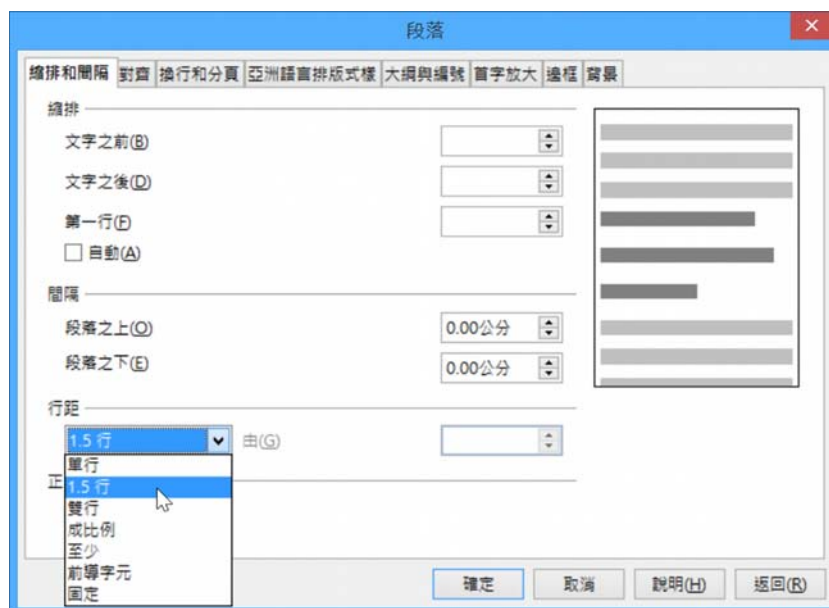 段落
縮排和間隔 對齊 換行和分頁 亞洲語言排版式樣 大綱與編號 首字放大 邊框 背景
縮排
文字之前(B)
文字之後(D)
第一行(F)
自動(A)
間隔
段落之上(O) 0.00公分
段落之下(E) 0.00公分
行距
1.5 行 由(G)
單行
正
1.5 行
雙行
成比例
至少
前導字元
固定
確定 取消 說明(H) 返回(R)